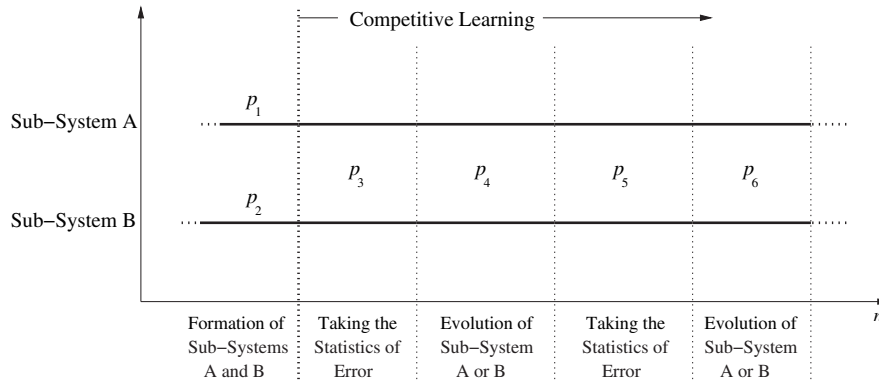 Competitive Learning
Sub−System A
p1
p3
p4
p5
p6
Sub−System B
p2
n
Formation of
Sub−Systems
A and B
Taking the
Statistics of
Error
Evolution of
Sub−System
A or B
Taking the
Statistics of
Error
Evolution of
Sub−System
A or B